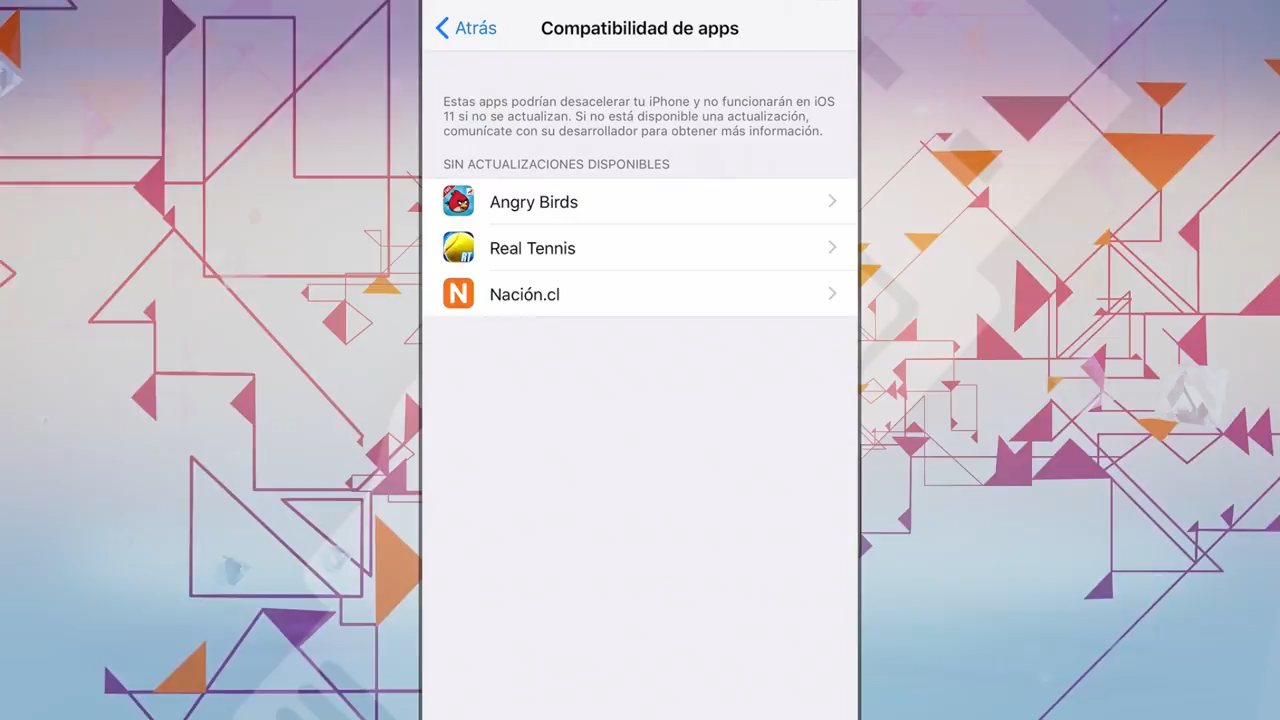 Atrás
Compatibilidad de apps
Estas apps podrían desacelerar tu iPhone y no funcionarán en iOS
11 si no se actualizan. Si no está disponible una actualización,
comunícate con su desarrollador para obtener más información.
SIN ACTUALIZACIONES DISPONIBLES
Angry Birds
Real Tennis
N
Nación.cl